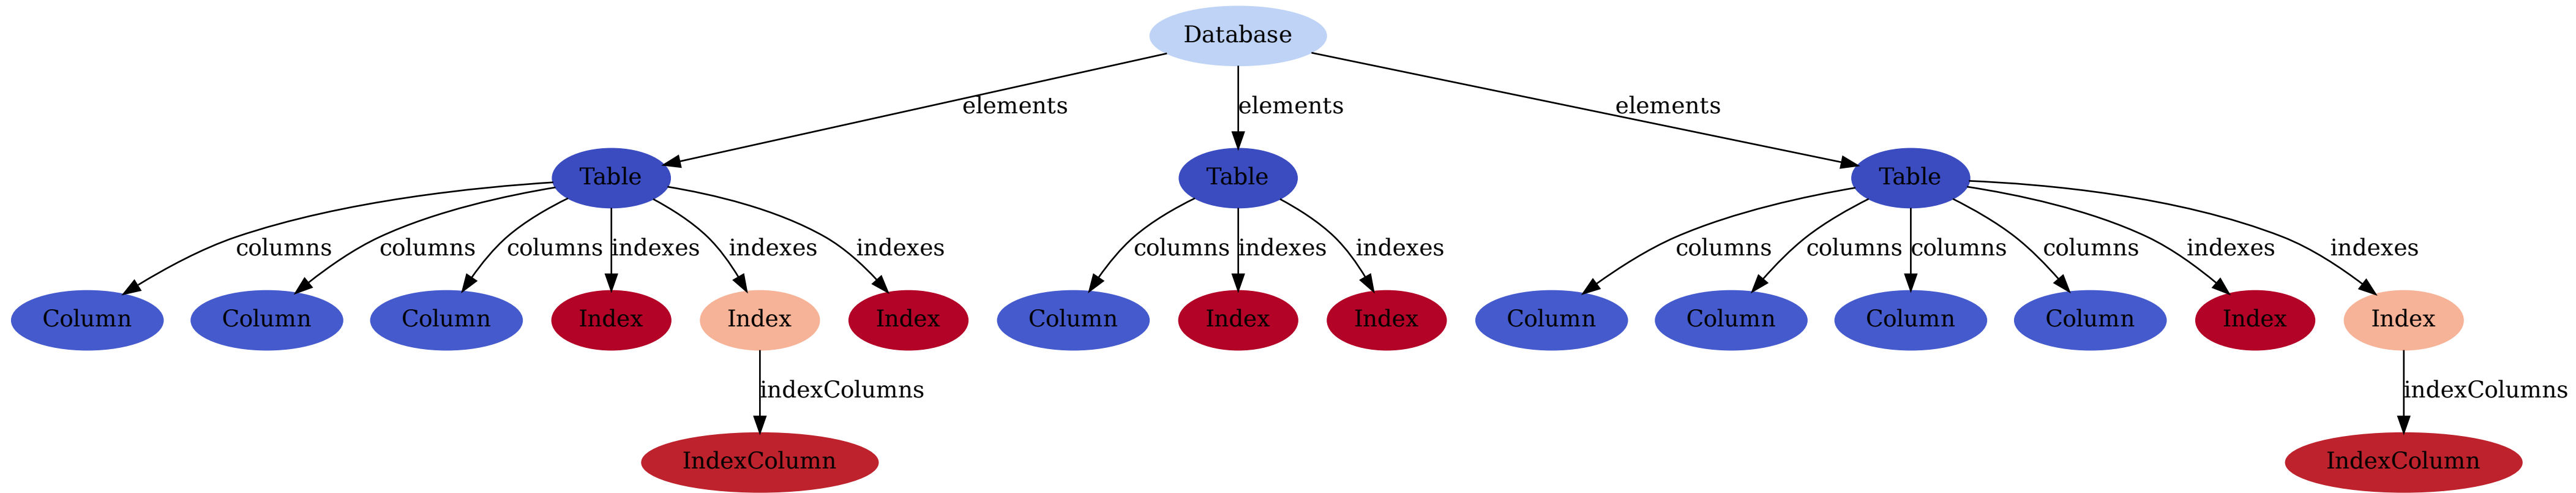 Database
elements elements elements
Table Table Table
columns columns columns indexes indexes indexes columns indexes indexes columns columns columns columns indexes indexes
Column Column Column Index Index Index Column Index Index Column Column Column Column Index Index
indexColumns indexColumns
IndexColumn IndexColumn